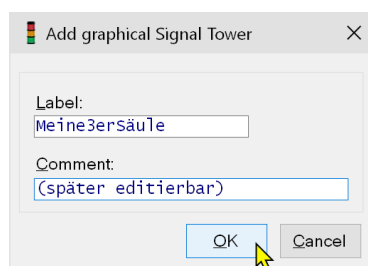 Add graphical Signal Tower
Label:
Meine3erSäule
Comment:
(später editierbar)
OK Cancel